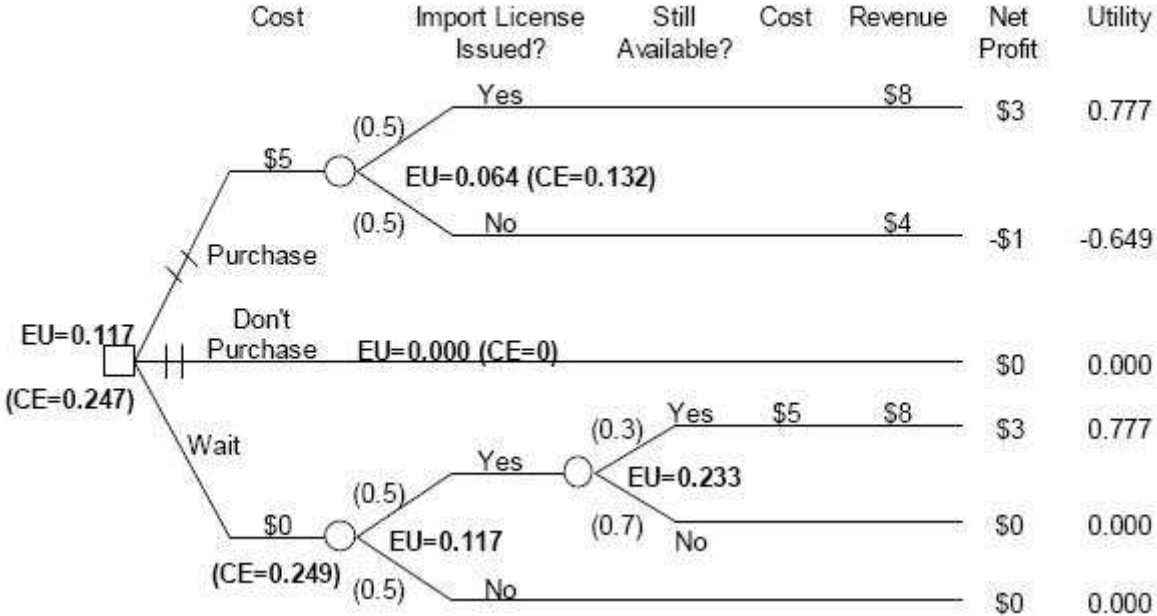 Cost Import License Still Cost Revenue Net Utility
Issued? Available? Profit
Yes $8 $3 0.777
(0.5)
$5 EU=0.064 (CE=0.132)
(0.5) No $4 -$1 -0.649
Purchase
Don't
EU=0.117 Purchase EU=0.000 (CE=0) $0 0.000
(CE=0.247)
Yes $5 $8 $3 0.777
(0.3)
Wait Yes EU=0.233
(0.5)
(0.7) No $0 0.000
$0 EU=0.117
(CE=0.249) (0.5) No $0 0.000